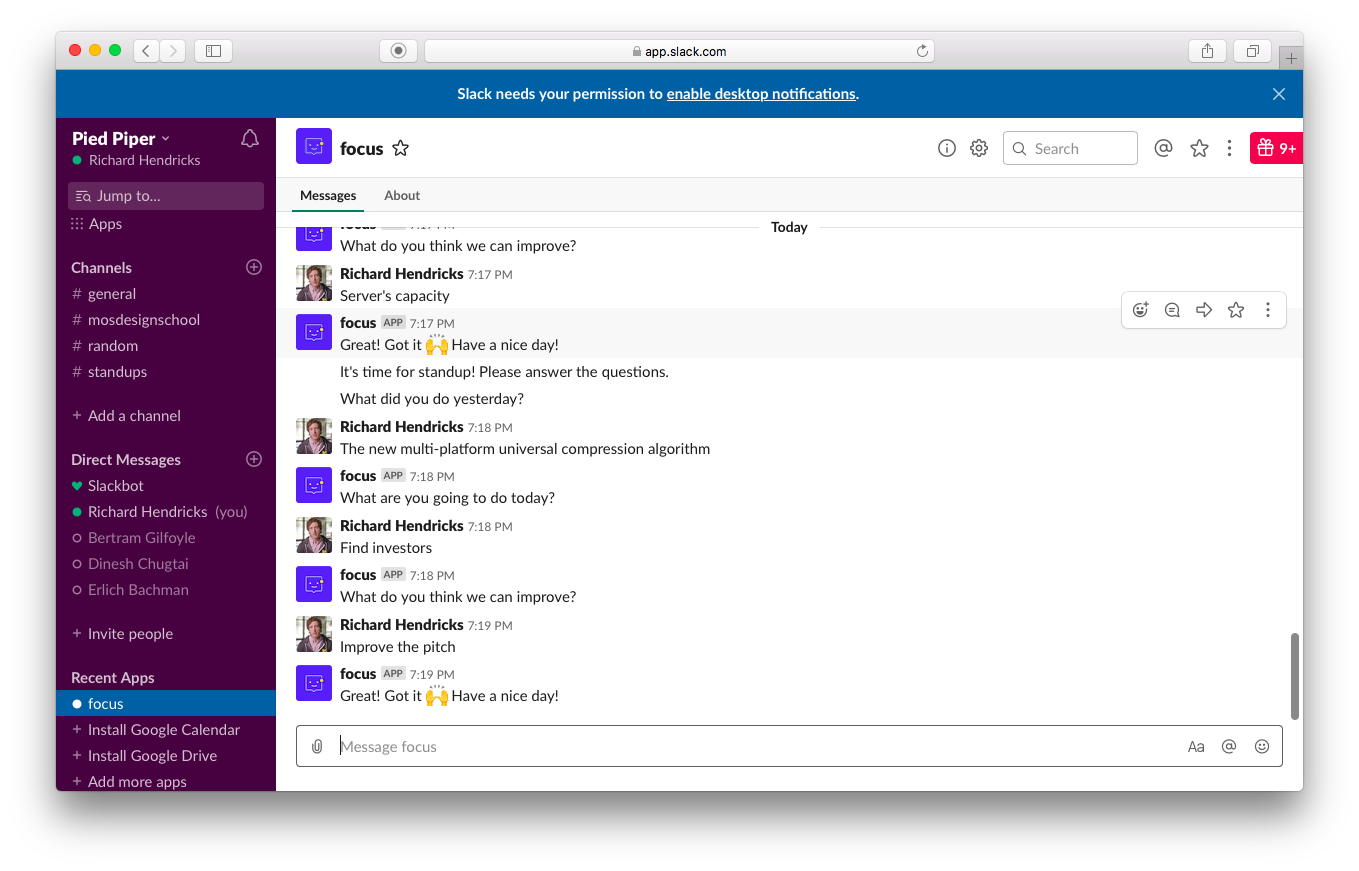 app.slack.com
Slack needs your permission to enable desktop notifications.
Pied Piper
Richard Hendricks
Jump to...
Apps
Channels
# general
# mosdesignschool
# random
# standups
+ Add a channel
Direct Messages
Slackbot
Richard Hendricks (you)
Bertram Gilfoyle
Dinesh Chugtai
Erlich Bachman
+ Invite people
Recent Apps
focus
+ Install Google Calendar
+ Install Google Drive
+ Add more apps
focus
Search
9+
Messages About
Today
What do you think we can improve?
Richard Hendricks 7:17 PM
Server's capacity
focus APP 7:17 PM
Great! Got it 🙌 Have a nice day!
It's time for standup! Please answer the questions.
What did you do yesterday?
Richard Hendricks 7:18 PM
The new multi-platform universal compression algorithm
focus APP 7:18 PM
What are you going to do today?
Richard Hendricks 7:18 PM
Find investors
focus APP 7:18 PM
What do you think we can improve?
Richard Hendricks 7:19 PM
Improve the pitch
focus APP 7:19 PM
Great! Got it 🙌 Have a nice day!
Message focus
Aa